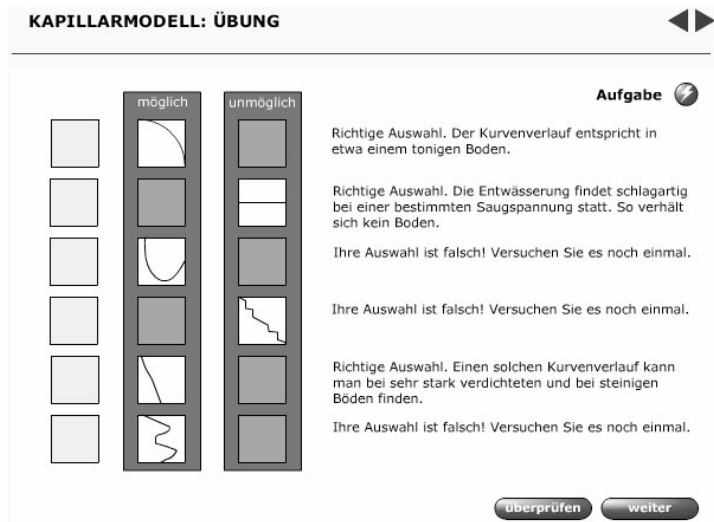 KAPILLARMODELL: ÜBUNG
Aufgabe
möglich
unmöglich
Richtige Auswahl. Der Kurvenverlauf entspricht in
etwa einem tonigen Boden.
Richtige Auswahl. Die Entwässerung findet schlagartig
bei einer bestimmten Saugspannung statt. So verhält
sich kein Boden.
Ihre Auswahl ist falsch! Versuchen Sie es noch einmal.
Ihre Auswahl ist falsch! Versuchen Sie es noch einmal.
Richtige Auswahl. Einen solchen Kurvenverlauf kann
man bei sehr stark verdichteten und bei steinigen
Böden finden.
Ihre Auswahl ist falsch! Versuchen Sie es noch einmal.
überprüfen
weiter